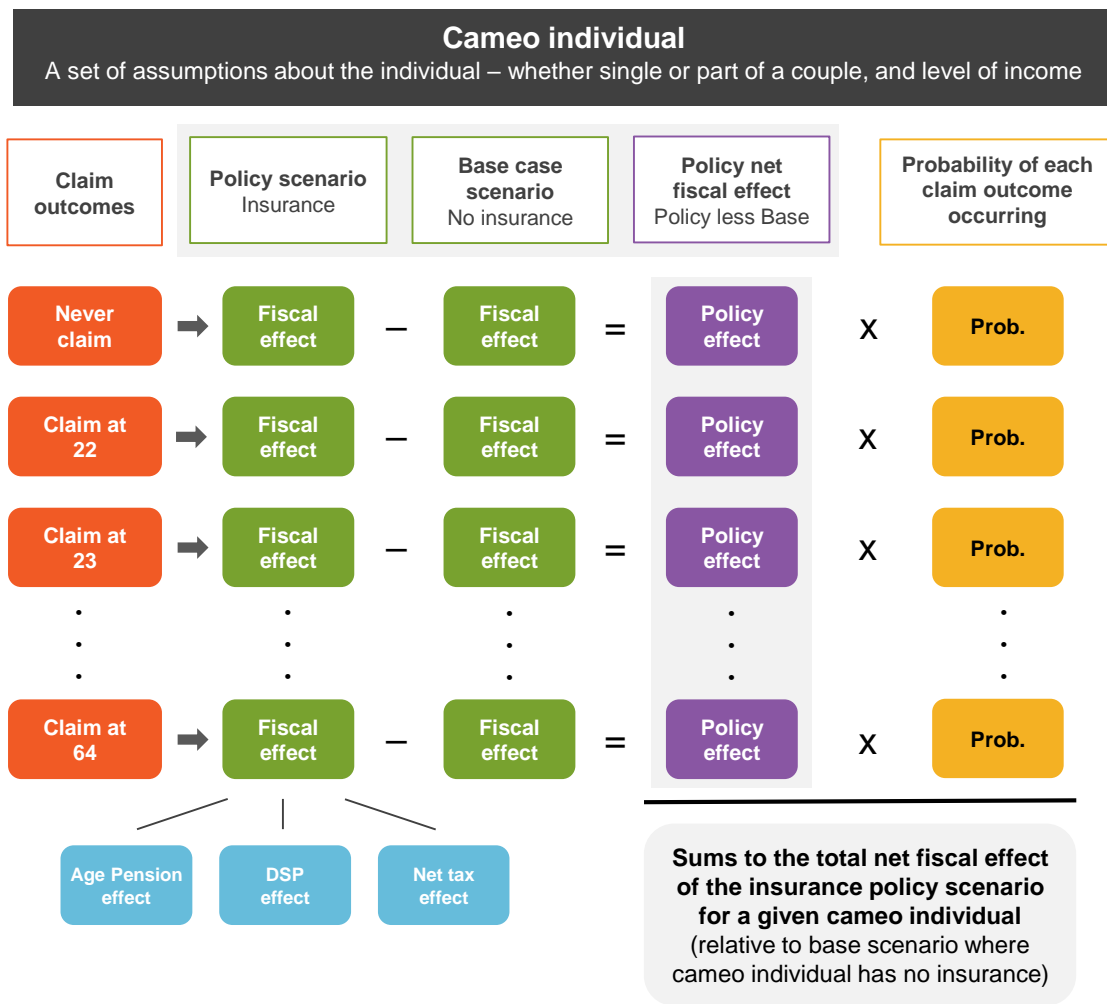 Cameo individual
A set of assumptions about the individual – whether single or part of a couple, and level of income
Claim
outcomes
Policy scenario
Insurance
Base case
scenario
No insurance
Policy net
fiscal effect
Policy less Base
Probability of each
claim outcome
occurring
Never
claim
Fiscal
effect
–
Fiscal
effect
=
Policy
effect
x
Prob.
Claim at
22
Fiscal
effect
–
Fiscal
effect
=
Policy
effect
x
Prob.
Claim at
23
Fiscal
effect
–
Fiscal
effect
=
Policy
effect
x
Prob.
Claim at
64
Fiscal
effect
–
Fiscal
effect
=
Policy
effect
x
Prob.
Age Pension
effect
DSP
effect
Net tax
effect
Sums to the total net fiscal effect
of the insurance policy scenario
for a given cameo individual
(relative to base scenario where
cameo individual has no insurance)